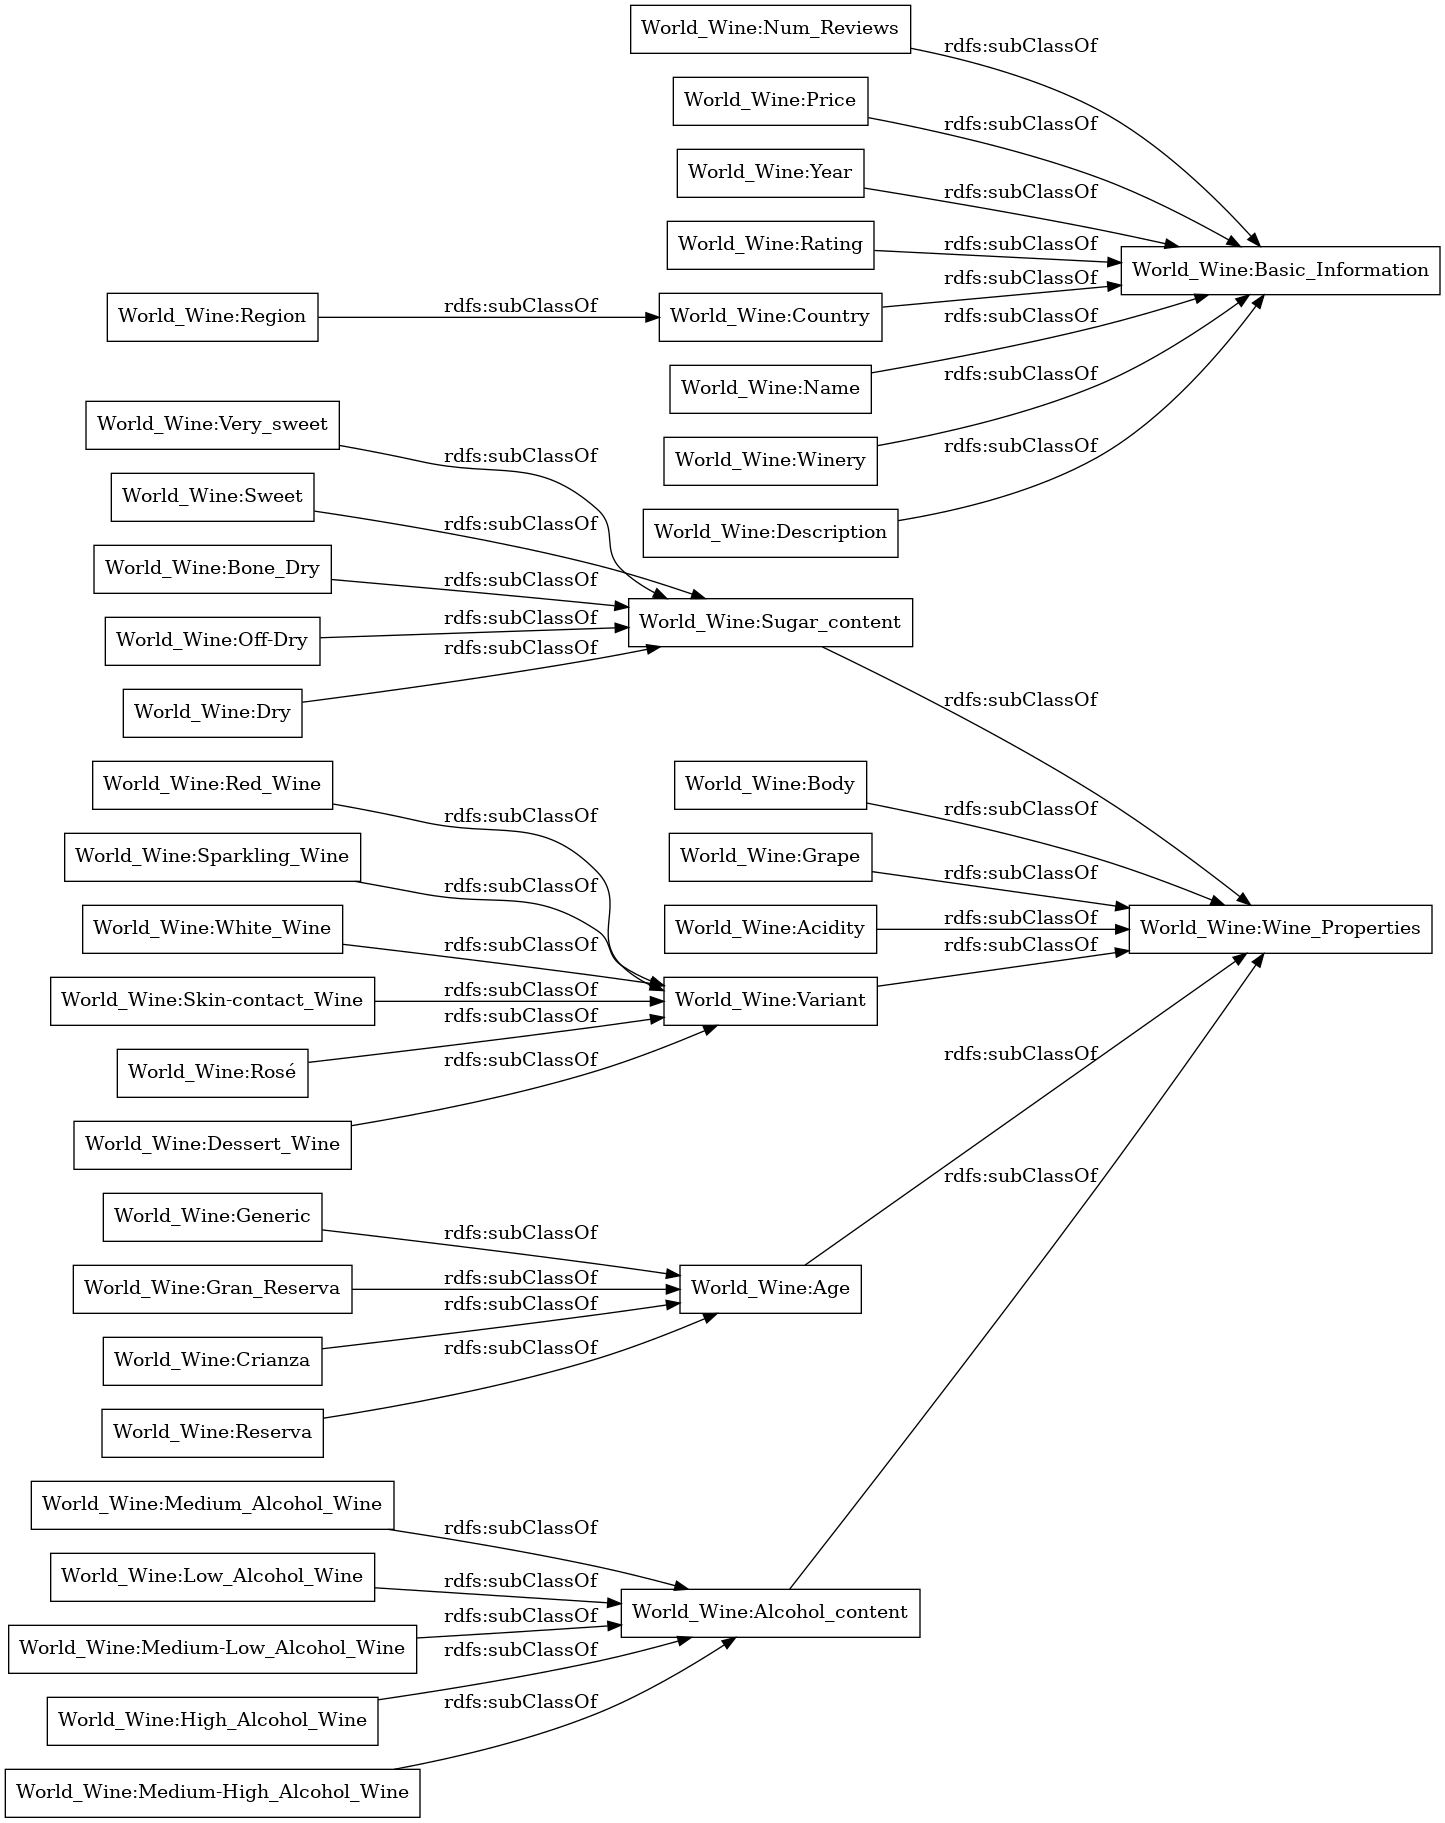 World_Wine:Num_Reviews
rdfs:subClassOf
World_Wine:Price
rdfs:subClassOf
World_Wine:Year
rdfs:subClassOf
World_Wine:Rating
rdfs:subClassOf
World_Wine:Basic_Information
rdfs:subClassOf
World_Wine:Region
rdfs:subClassOf
World_Wine:Country
rdfs:subClassOf
World_Wine:Name
rdfs:subClassOf
World_Wine:Very_sweet
rdfs:subClassOf
World_Wine:Winery
rdfs:subClassOf
World_Wine:Sweet
rdfs:subClassOf
World_Wine:Description
World_Wine:Bone_Dry
rdfs:subClassOf
rdfs:subClassOf
World_Wine:Sugar_content
World_Wine:Off-Dry
rdfs:subClassOf
World_Wine:Dry
rdfs:subClassOf
World_Wine:Red_Wine
rdfs:subClassOf
World_Wine:Body
rdfs:subClassOf
World_Wine:Sparkling_Wine
rdfs:subClassOf
World_Wine:Grape
rdfs:subClassOf
World_Wine:White_Wine
rdfs:subClassOf
World_Wine:Acidity
rdfs:subClassOf
World_Wine:Wine_Properties
rdfs:subClassOf
World_Wine:Skin-contact_Wine
rdfs:subClassOf
World_Wine:Variant
rdfs:subClassOf
World_Wine:Rosé
rdfs:subClassOf
rdfs:subClassOf
World_Wine:Dessert_Wine
rdfs:subClassOf
World_Wine:Generic
rdfs:subClassOf
World_Wine:Gran_Reserva
rdfs:subClassOf
World_Wine:Age
rdfs:subClassOf
World_Wine:Crianza
rdfs:subClassOf
World_Wine:Reserva
World_Wine:Medium_Alcohol_Wine
rdfs:subClassOf
World_Wine:Low_Alcohol_Wine
rdfs:subClassOf
World_Wine:Alcohol_content
rdfs:subClassOf
World_Wine:Medium-Low_Alcohol_Wine
rdfs:subClassOf
World_Wine:High_Alcohol_Wine
rdfs:subClassOf
World_Wine:Medium-High_Alcohol_Wine